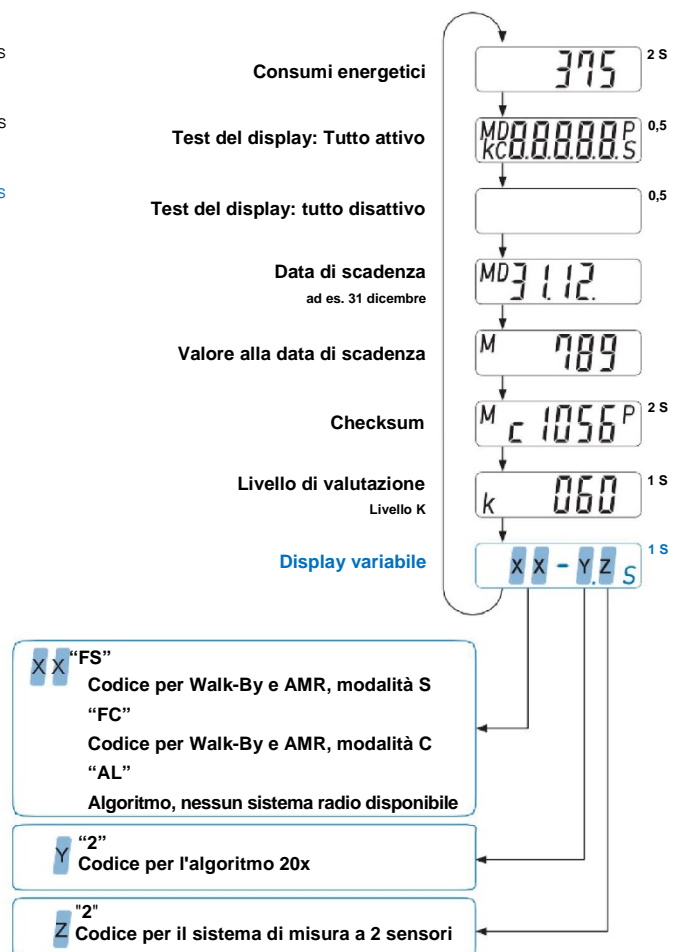 S
S
S
Consumi energetici
375
2 S
Test del display: Tutto attivo
MD 8.8.8.8.8. P
kC S
0,5
Test del display: tutto disattivo
0,5
Data di scadenza
ad es. 31 dicembre
MD 31.12.
Valore alla data di scadenza
M 789
Checksum
M c 1056 P
2 S
Livello di valutazione
Livello K
k 060
1 S
Display variabile
X X - Y.Z S
1 S
X X “FS”
Codice per Walk-By e AMR, modalità S
“FC”
Codice per Walk-By e AMR, modalità C
“AL”
Algoritmo, nessun sistema radio disponibile
Y “2”
Codice per l'algoritmo 20x
Z "2"
Codice per il sistema di misura a 2 sensori